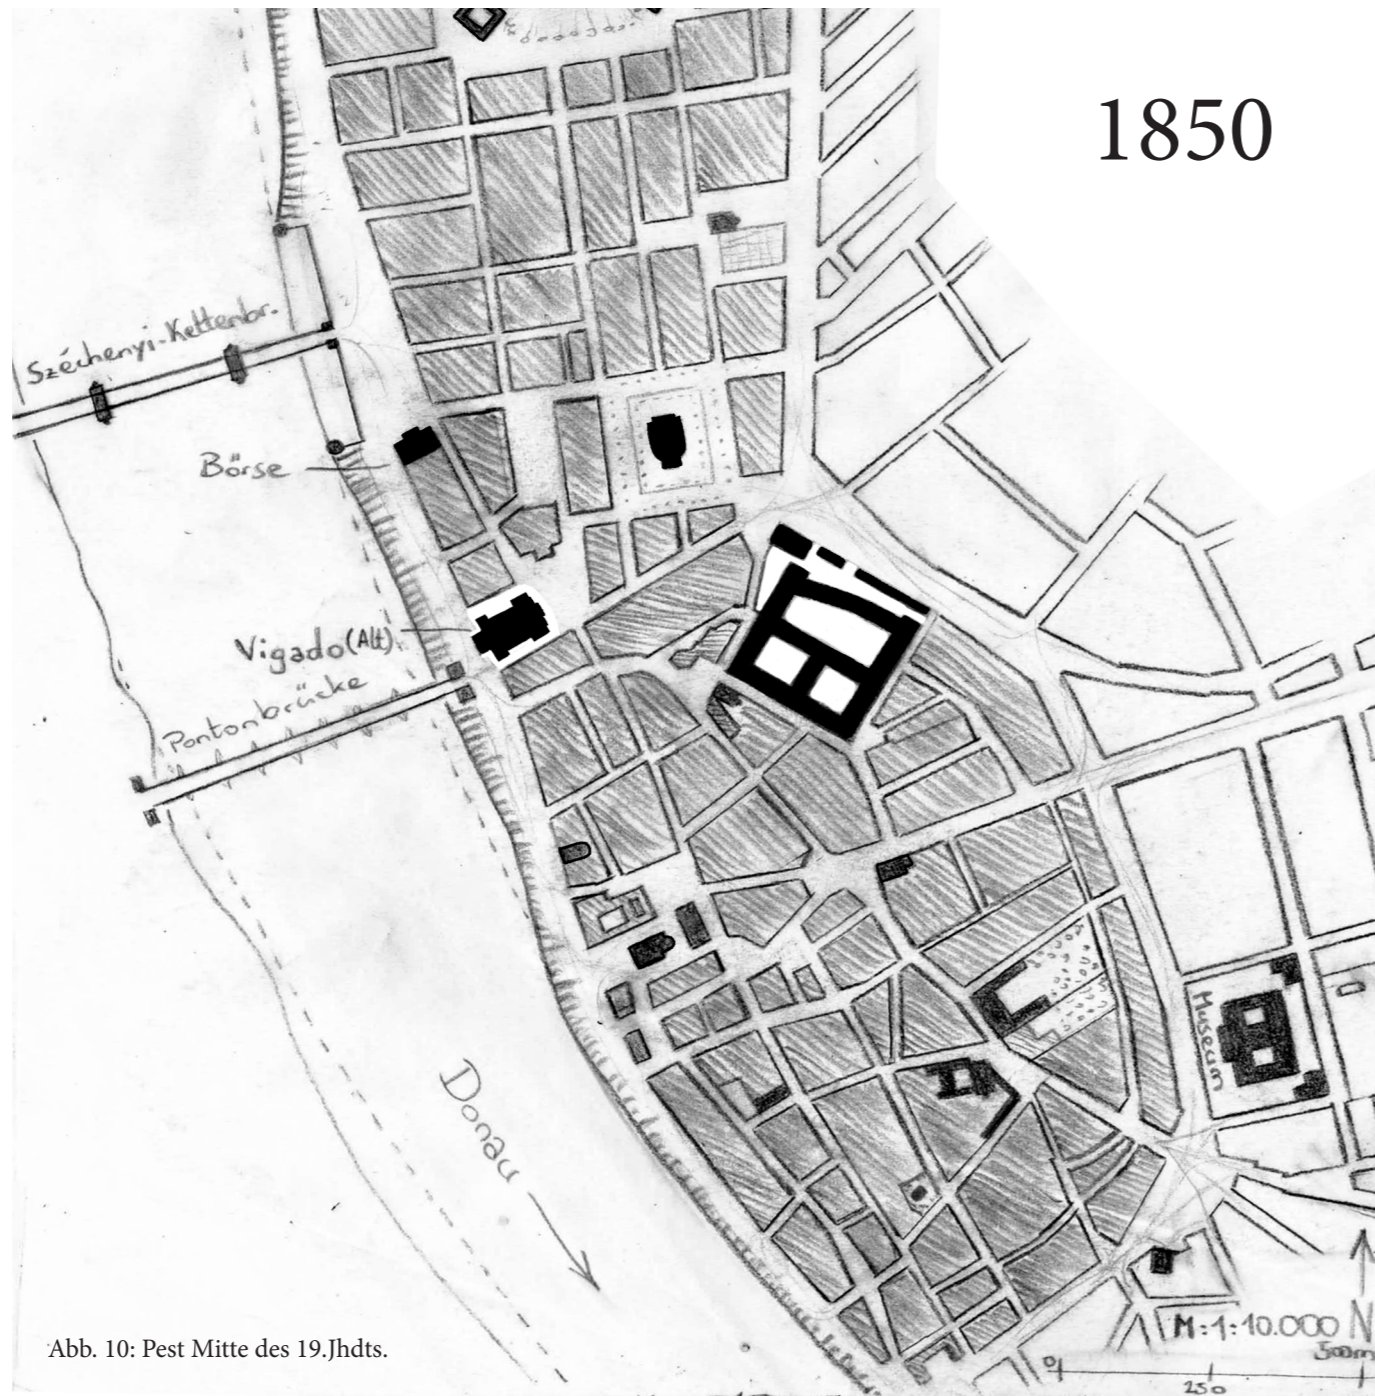 1850
Széchenyi-Kettenbr.
Börse
Vigado (Alt).
Pontonbrücke
Museum
Donau
M:1:10.000 N
500m
0
250
Abb. 10: Pest Mitte des 19.Jhdts.